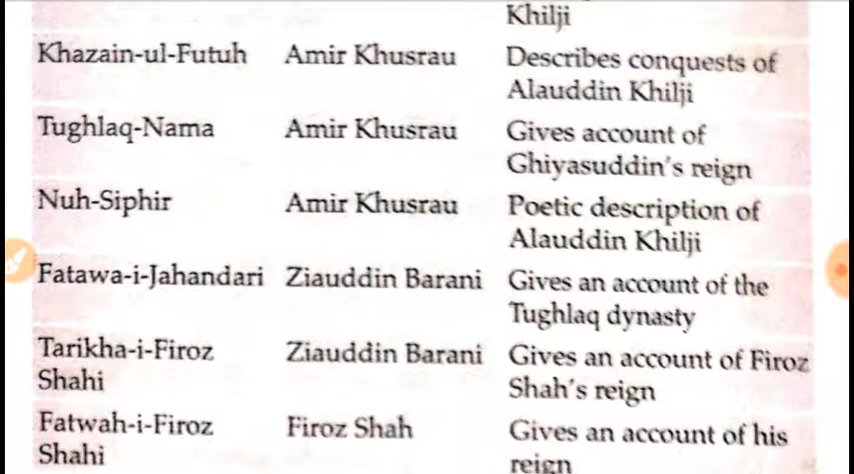 Khilji
Khazain-ul-Futuh Amir Khusrau Describes conquests of
Alauddin Khilji
Tughlaq-Nama Amir Khusrau Gives account of
Ghiyasuddin's reign
Nuh-Siphir Amir Khusrau Poetic description of
Alauddin Khilji
Fatawa-i-Jahandari Ziauddin Barani Gives an account of the
Tughlaq dynasty
Tarikha-i-Firoz Ziauddin Barani Gives an account of Firoz
Shahi Shah's reign
Fatwah-i-Firoz Firoz Shah Gives an account of his
Shahi reign